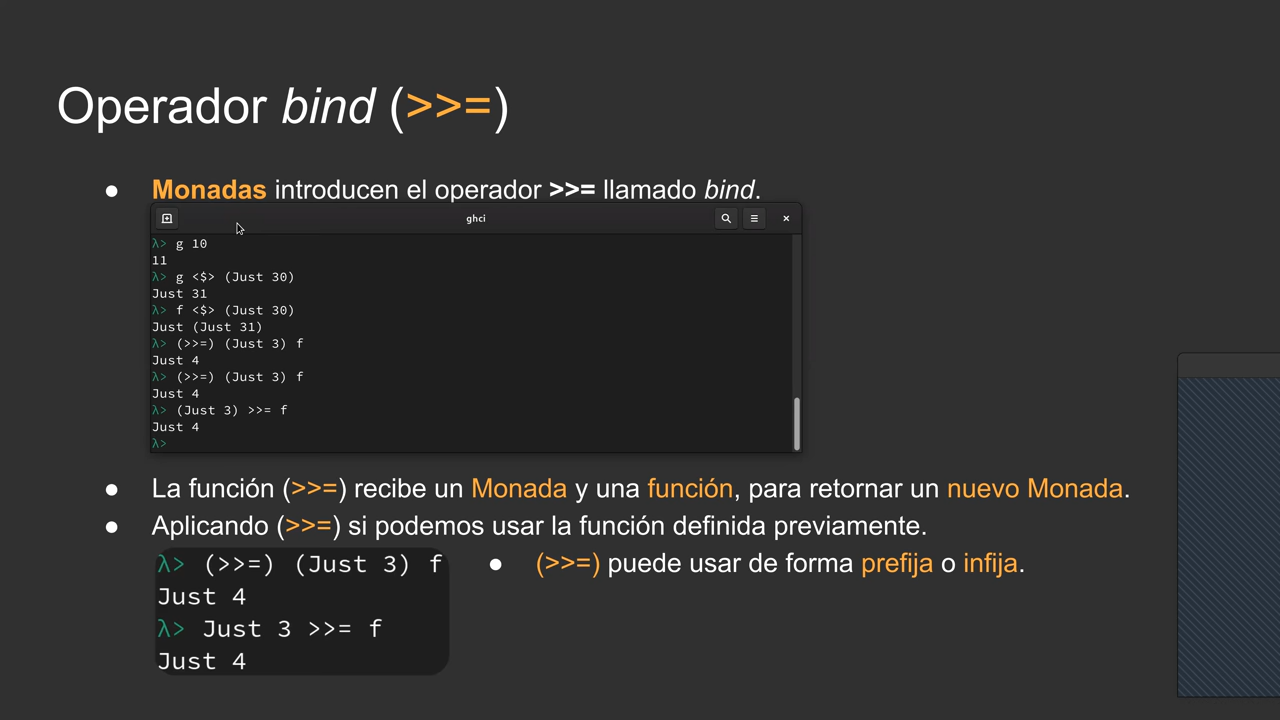 Operador bind (>>=)
● Monadas introducen el operador >>= llamado bind.
ghci
λ> g 10
11
λ> g <$> (Just 30)
Just 31
λ> f <$> (Just 30)
Just (Just 31)
λ> (>>=) (Just 3) f
Just 4
λ> (>>=) (Just 3) f
Just 4
λ> (Just 3) >>= f
Just 4
λ>
● La función (>>=) recibe un Monada y una función, para retornar un nuevo Monada.
● Aplicando (>>=) si podemos usar la función definida previamente.
λ> (>>=) (Just 3) f
Just 4
λ> Just 3 >>= f
Just 4
● (>>=) puede usar de forma prefija o infija.